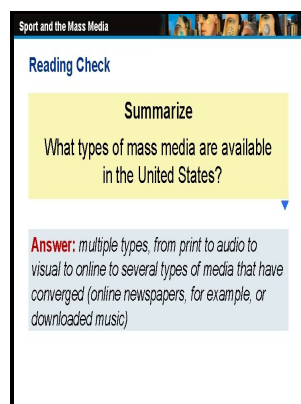 Sport and the Mass Media
Reading Check
Summarize
What types of mass media are available
in the United States?
Answer: multiple types, from print to audio to
visual to online to several types of media that have
converged (online newspapers, for example, or
downloaded music)